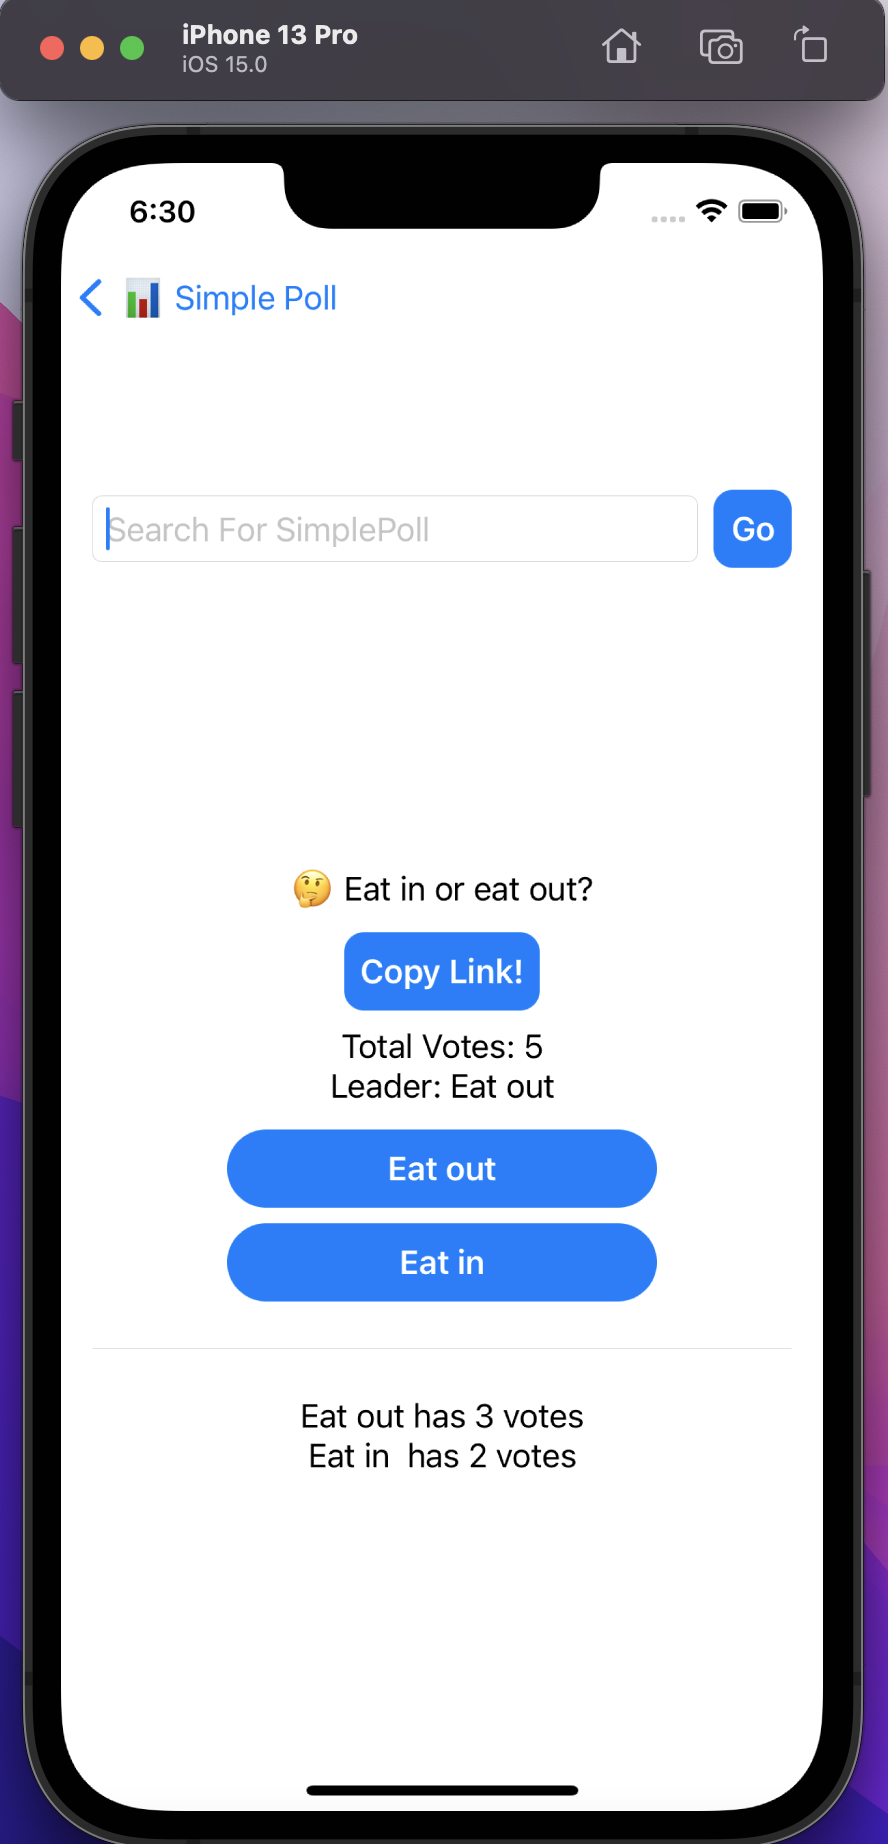 iPhone 13 Pro
iOS 15.0
6:30
Simple Poll
Search For SimplePoll
Go
🤔 Eat in or eat out?
Copy Link!
Total Votes: 5
Leader: Eat out
Eat out
Eat in
Eat out has 3 votes
Eat in  has 2 votes